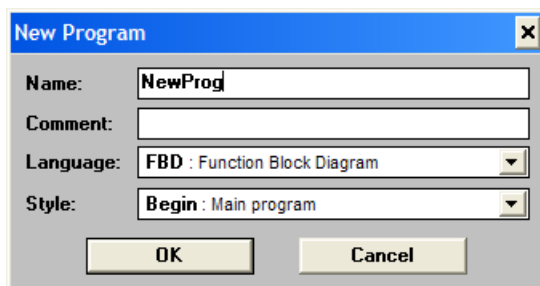 New Program
Name: NewProg
Comment:
Language: FBD : Function Block Diagram
Style: Begin : Main program
OK Cancel